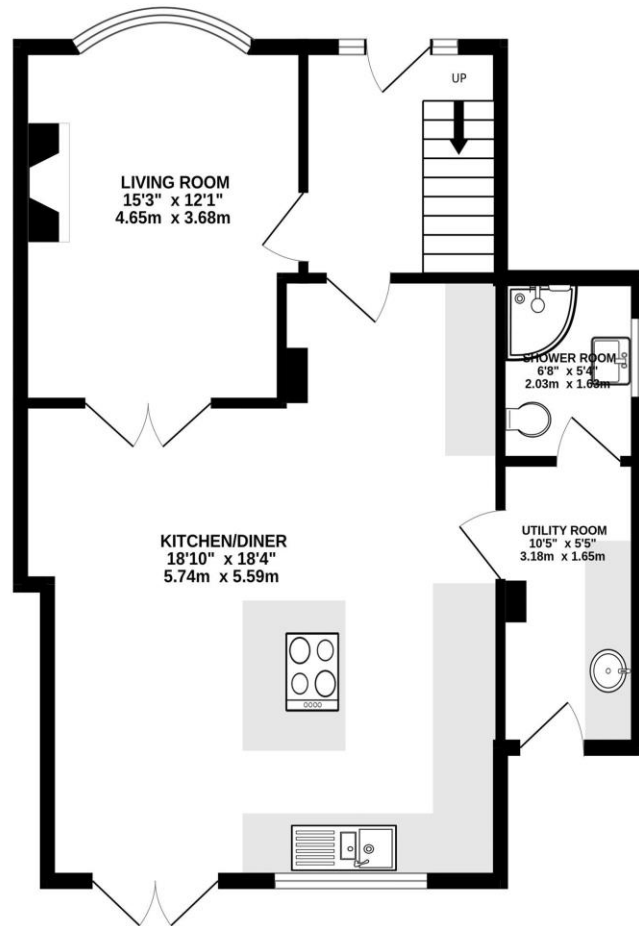 UP
LIVING ROOM
15'3" x 12'1"
4.65m x 3.68m
SHOWER ROOM
6'8" x 5'4"
2.03m x 1.63m
KITCHEN/DINER
18'10" x 18'4"
5.74m x 5.59m
UTILITY ROOM
10'5" x 5'5"
3.18m x 1.65m